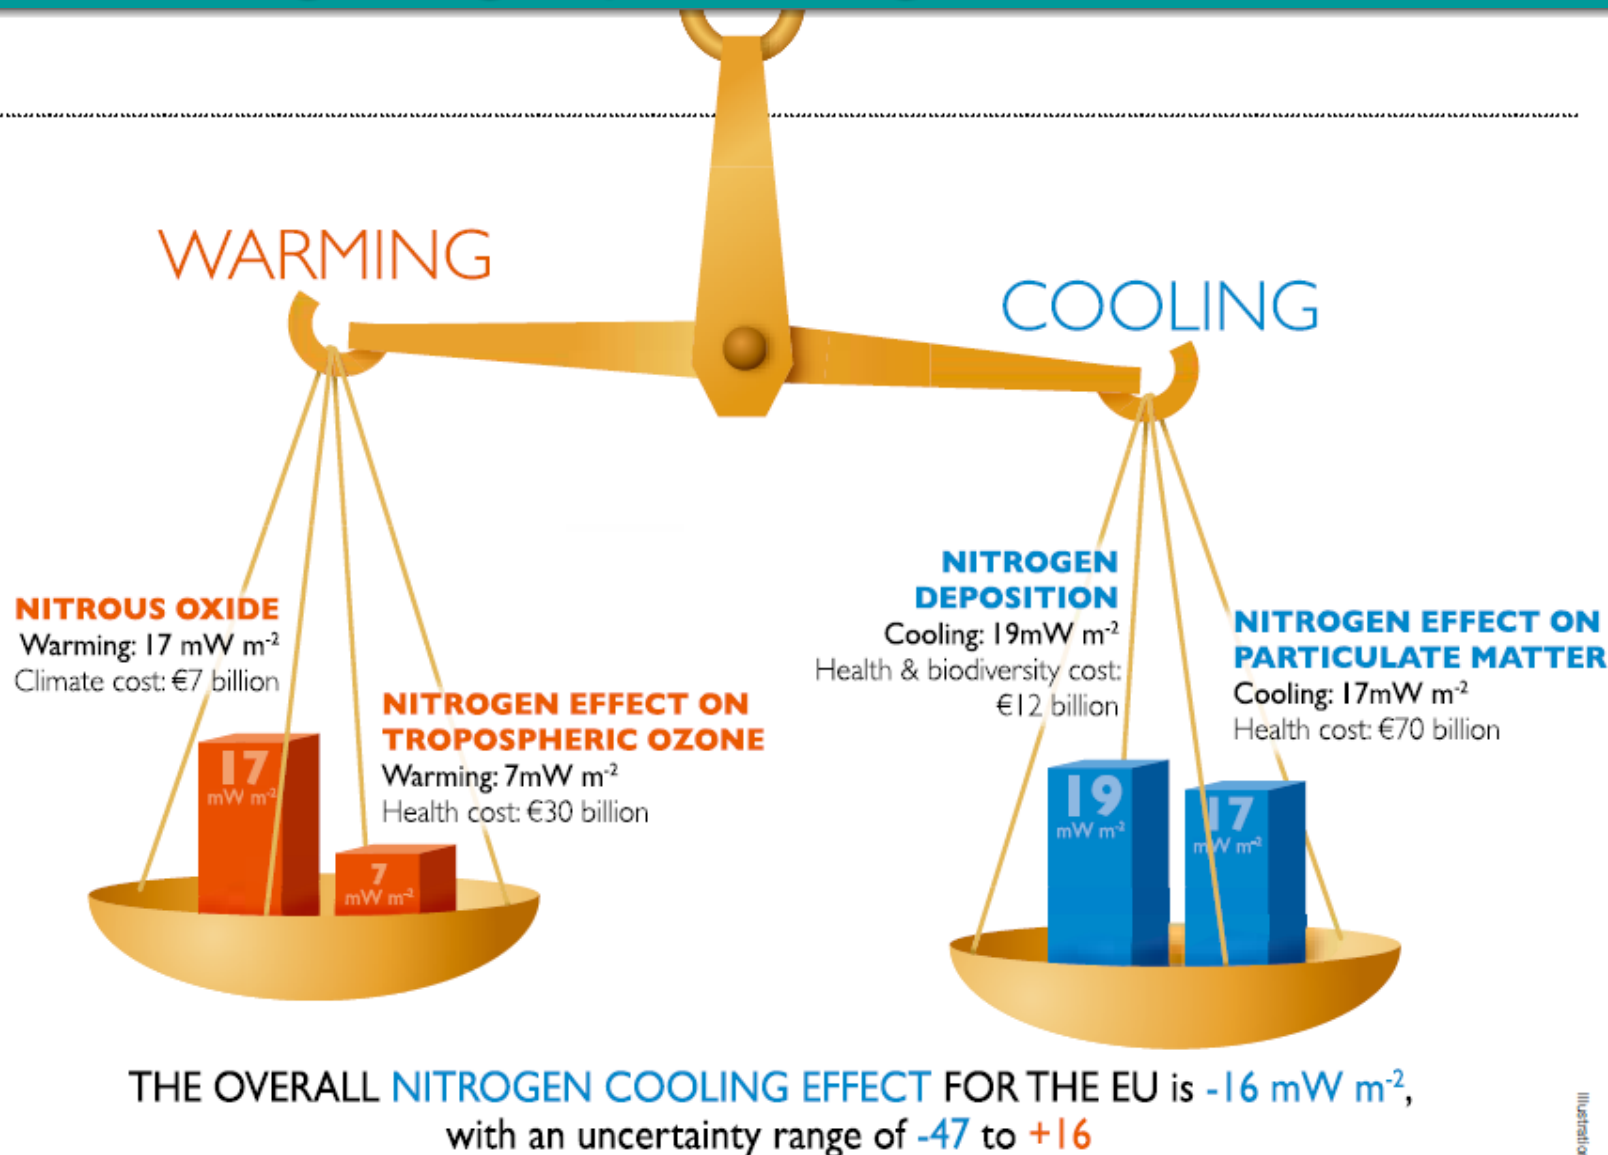 WARMING
COOLING
NITROUS OXIDE
Warming: 17 mW m⁻²
Climate cost: €7 billion
NITROGEN EFFECT ON
TROPOSPHERIC OZONE
Warming: 7mW m⁻²
Health cost: €30 billion
17
mW m⁻²
7
mW m⁻²
NITROGEN
DEPOSITION
Cooling: 19mW m⁻²
Health & biodiversity cost:
€12 billion
NITROGEN EFFECT ON
PARTICULATE MATTER
Cooling: 17mW m⁻²
Health cost: €70 billion
19
mW m⁻²
17
mW m⁻²
THE OVERALL NITROGEN COOLING EFFECT FOR THE EU is -16 mW m⁻²,
with an uncertainty range of -47 to +16